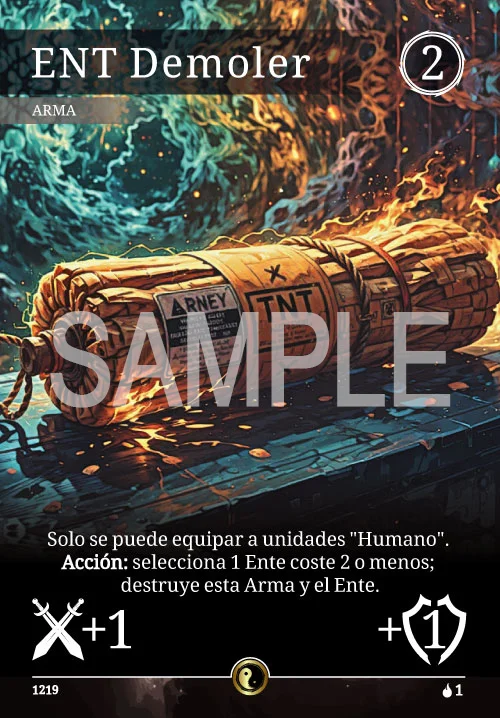 ENT Demoler
2
ARMA
ARNEY
TNT
SAMPLE
Solo se puede equipar a unidades "Humano".
Acción: selecciona 1 Ente coste 2 o menos;
destruye esta Arma y el Ente.
+1
+1
1219
1